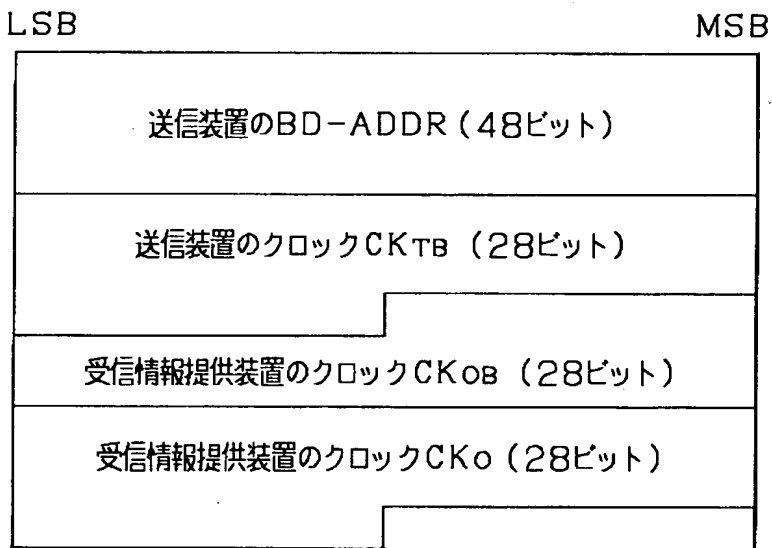 LSB MSB
送信装置のBD-ADDR(48ビット)
送信装置のクロックCKTB (28ビット)
受信情報提供装置のクロックCKOB (28ビット)
受信情報提供装置のクロックCKO(28ビット)